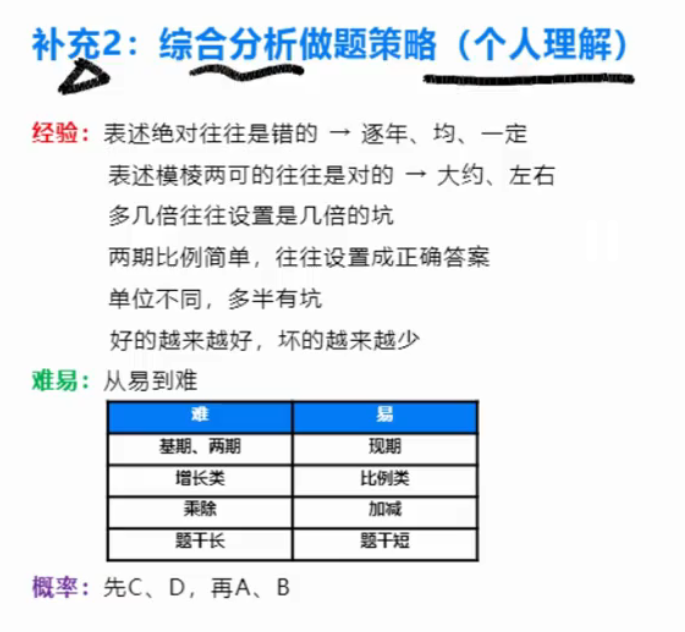 补充2：综合分析做题策略（个人理解）
经验：表述绝对往往是错的 → 逐年、均、一定
表述模棱两可的往往是对的 → 大约、左右
多几倍往往设置是几倍的坑
两期比例简单，往往设置成正确答案
单位不同，多半有坑
好的越来越好，坏的越来越少
难易：从易到难
难 易
基期、两期 现期
增长类 比例类
乘除 加减
题干长 题干短
概率：先C、D，再A、B